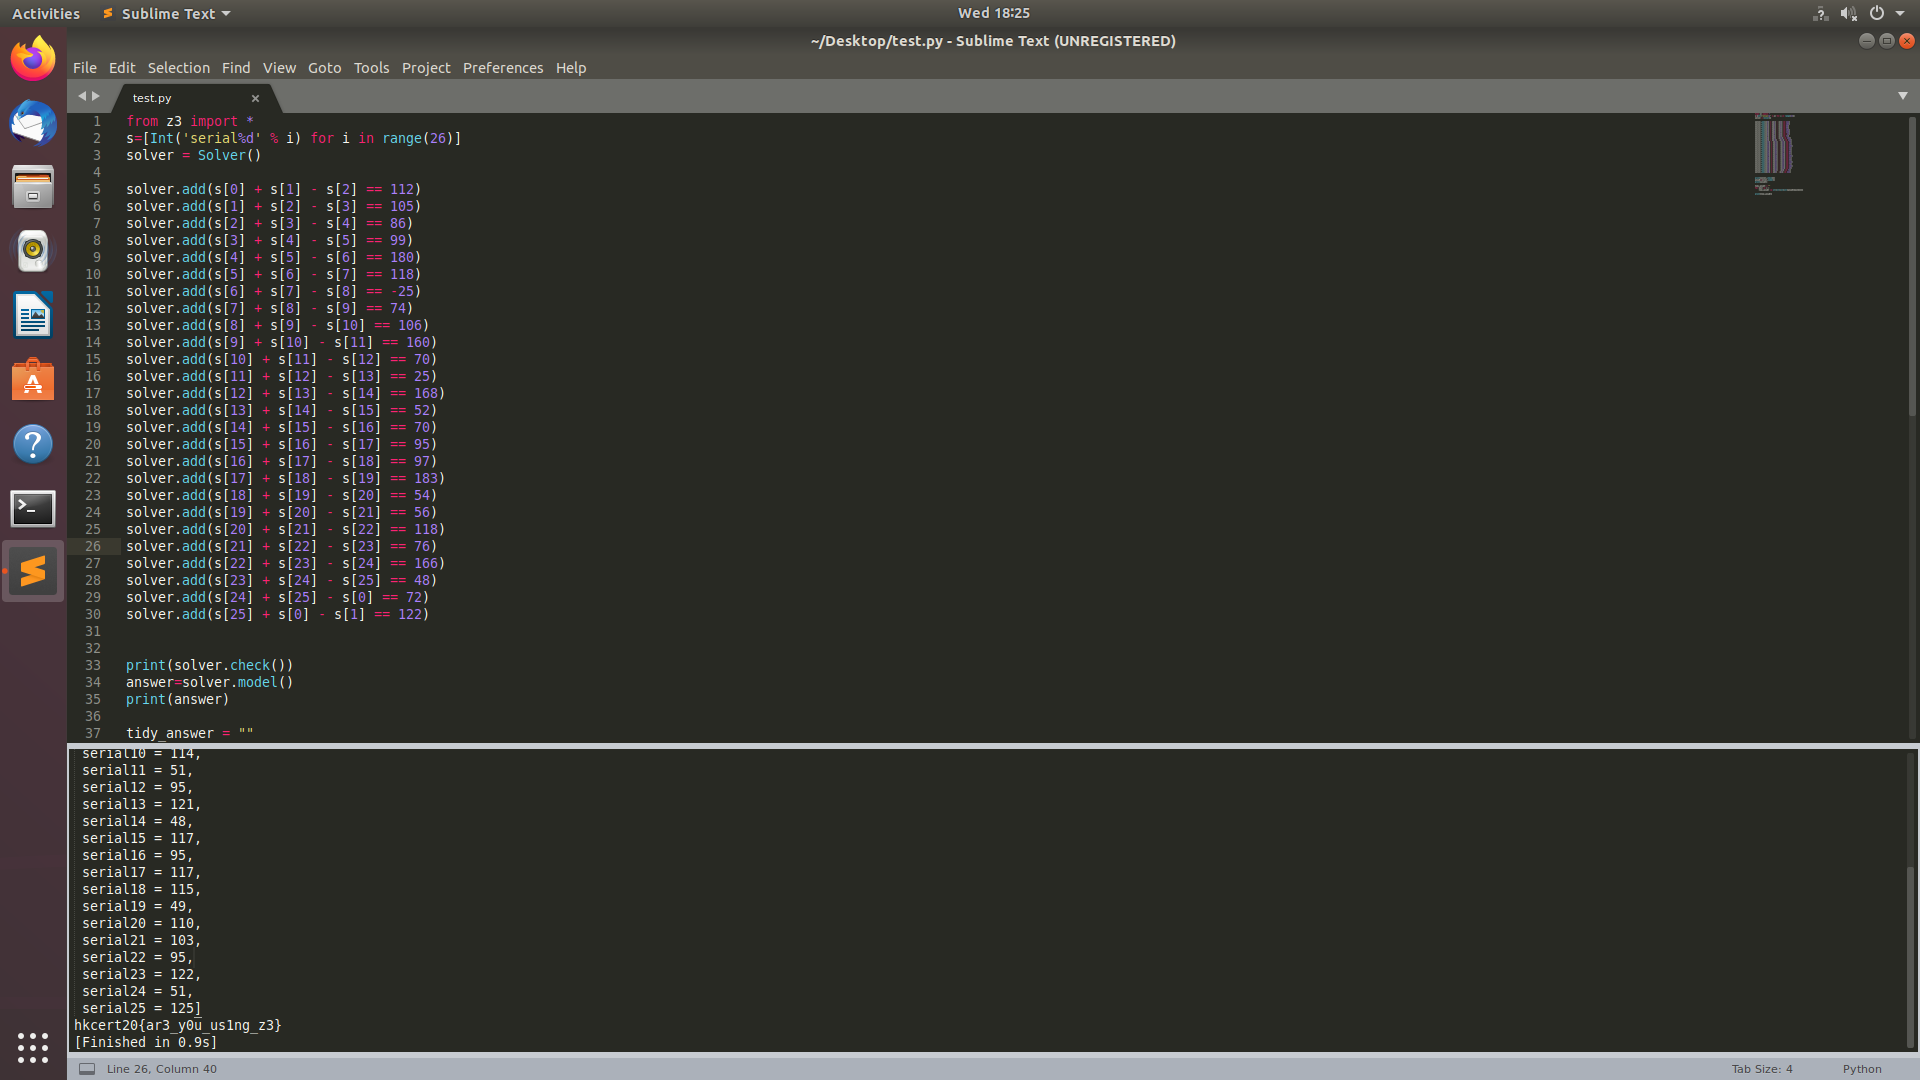 Activities
Sublime Text
Wed 18:25
~/Desktop/test.py - Sublime Text (UNREGISTERED)
File Edit Selection Find View Goto Tools Project Preferences Help
test.py
1 from z3 import *
2 s=[Int('serial%d' % i) for i in range(26)]
3 solver = Solver()
4
5 solver.add(s[0] + s[1] - s[2] == 112)
6 solver.add(s[1] + s[2] - s[3] == 105)
7 solver.add(s[2] + s[3] - s[4] == 86)
8 solver.add(s[3] + s[4] - s[5] == 99)
9 solver.add(s[4] + s[5] - s[6] == 180)
10 solver.add(s[5] + s[6] - s[7] == 118)
11 solver.add(s[6] + s[7] - s[8] == -25)
12 solver.add(s[7] + s[8] - s[9] == 74)
13 solver.add(s[8] + s[9] - s[10] == 106)
14 solver.add(s[9] + s[10] - s[11] == 160)
15 solver.add(s[10] + s[11] - s[12] == 70)
16 solver.add(s[11] + s[12] - s[13] == 25)
17 solver.add(s[12] + s[13] - s[14] == 168)
18 solver.add(s[13] + s[14] - s[15] == 52)
19 solver.add(s[14] + s[15] - s[16] == 70)
20 solver.add(s[15] + s[16] - s[17] == 95)
21 solver.add(s[16] + s[17] - s[18] == 97)
22 solver.add(s[17] + s[18] - s[19] == 183)
23 solver.add(s[18] + s[19] - s[20] == 54)
24 solver.add(s[19] + s[20] - s[21] == 56)
25 solver.add(s[20] + s[21] - s[22] == 118)
26 solver.add(s[21] + s[22] - s[23] == 76)
27 solver.add(s[22] + s[23] - s[24] == 166)
28 solver.add(s[23] + s[24] - s[25] == 48)
29 solver.add(s[24] + s[25] - s[0] == 72)
30 solver.add(s[25] + s[0] - s[1] == 122)
31
32
33 print(solver.check())
34 answer=solver.model()
35 print(answer)
36
37 tidy_answer = ""
serial10 = 114,
serial11 = 51,
serial12 = 95,
serial13 = 121,
serial14 = 48,
serial15 = 117,
serial16 = 95,
serial17 = 117,
serial18 = 115,
serial19 = 49,
serial20 = 110,
serial21 = 103,
serial22 = 95,
serial23 = 122,
serial24 = 51,
serial25 = 125]
hkcert20{ar3_y0u_us1ng_z3}
[Finished in 0.9s]
Line 26, Column 40
Tab Size: 4
Python